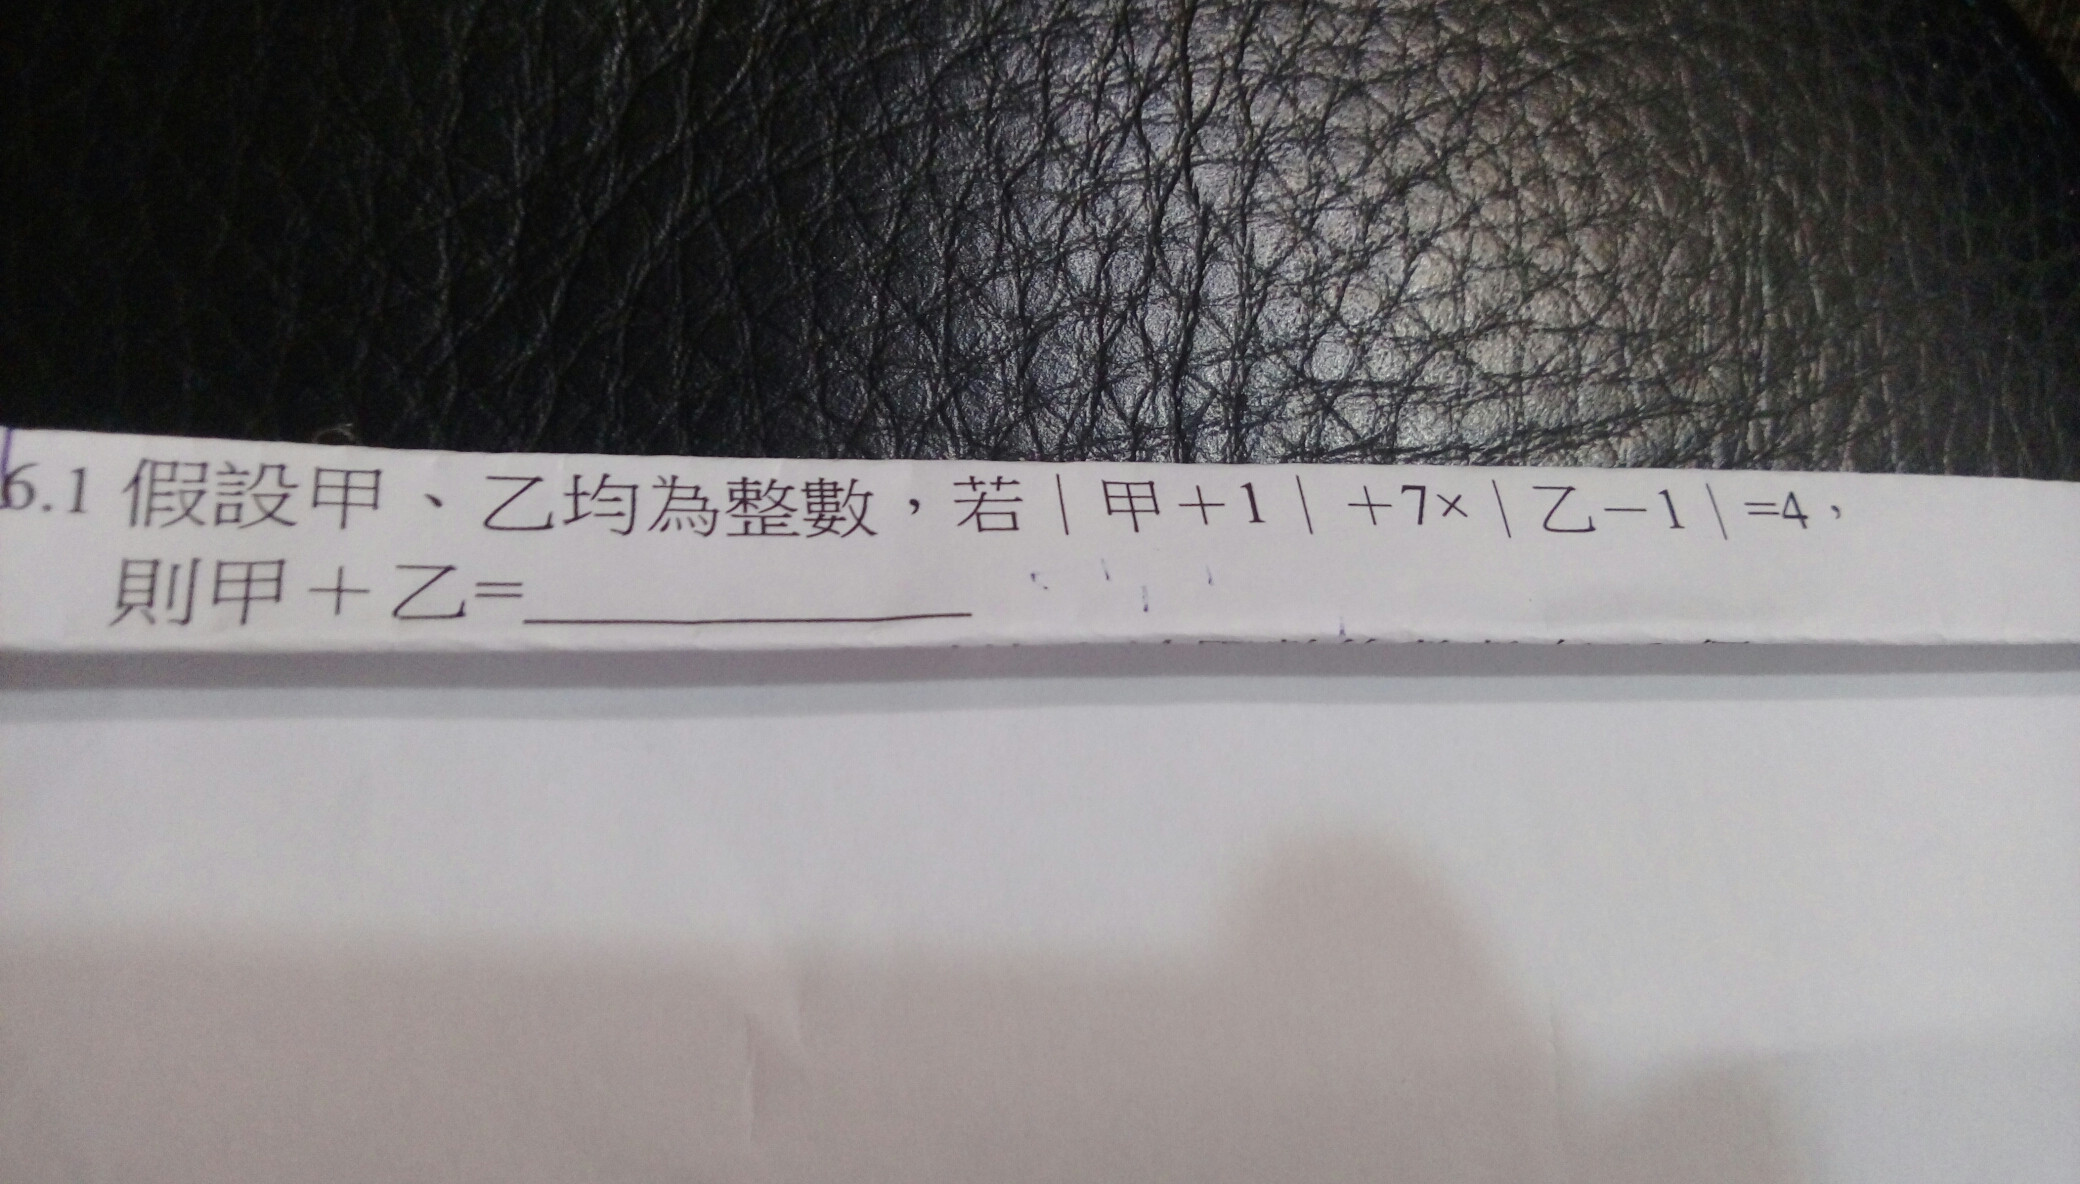 6.1 假設甲、乙均為整數，若｜甲＋1｜＋7×｜乙－1｜=4，
則甲＋乙=__________